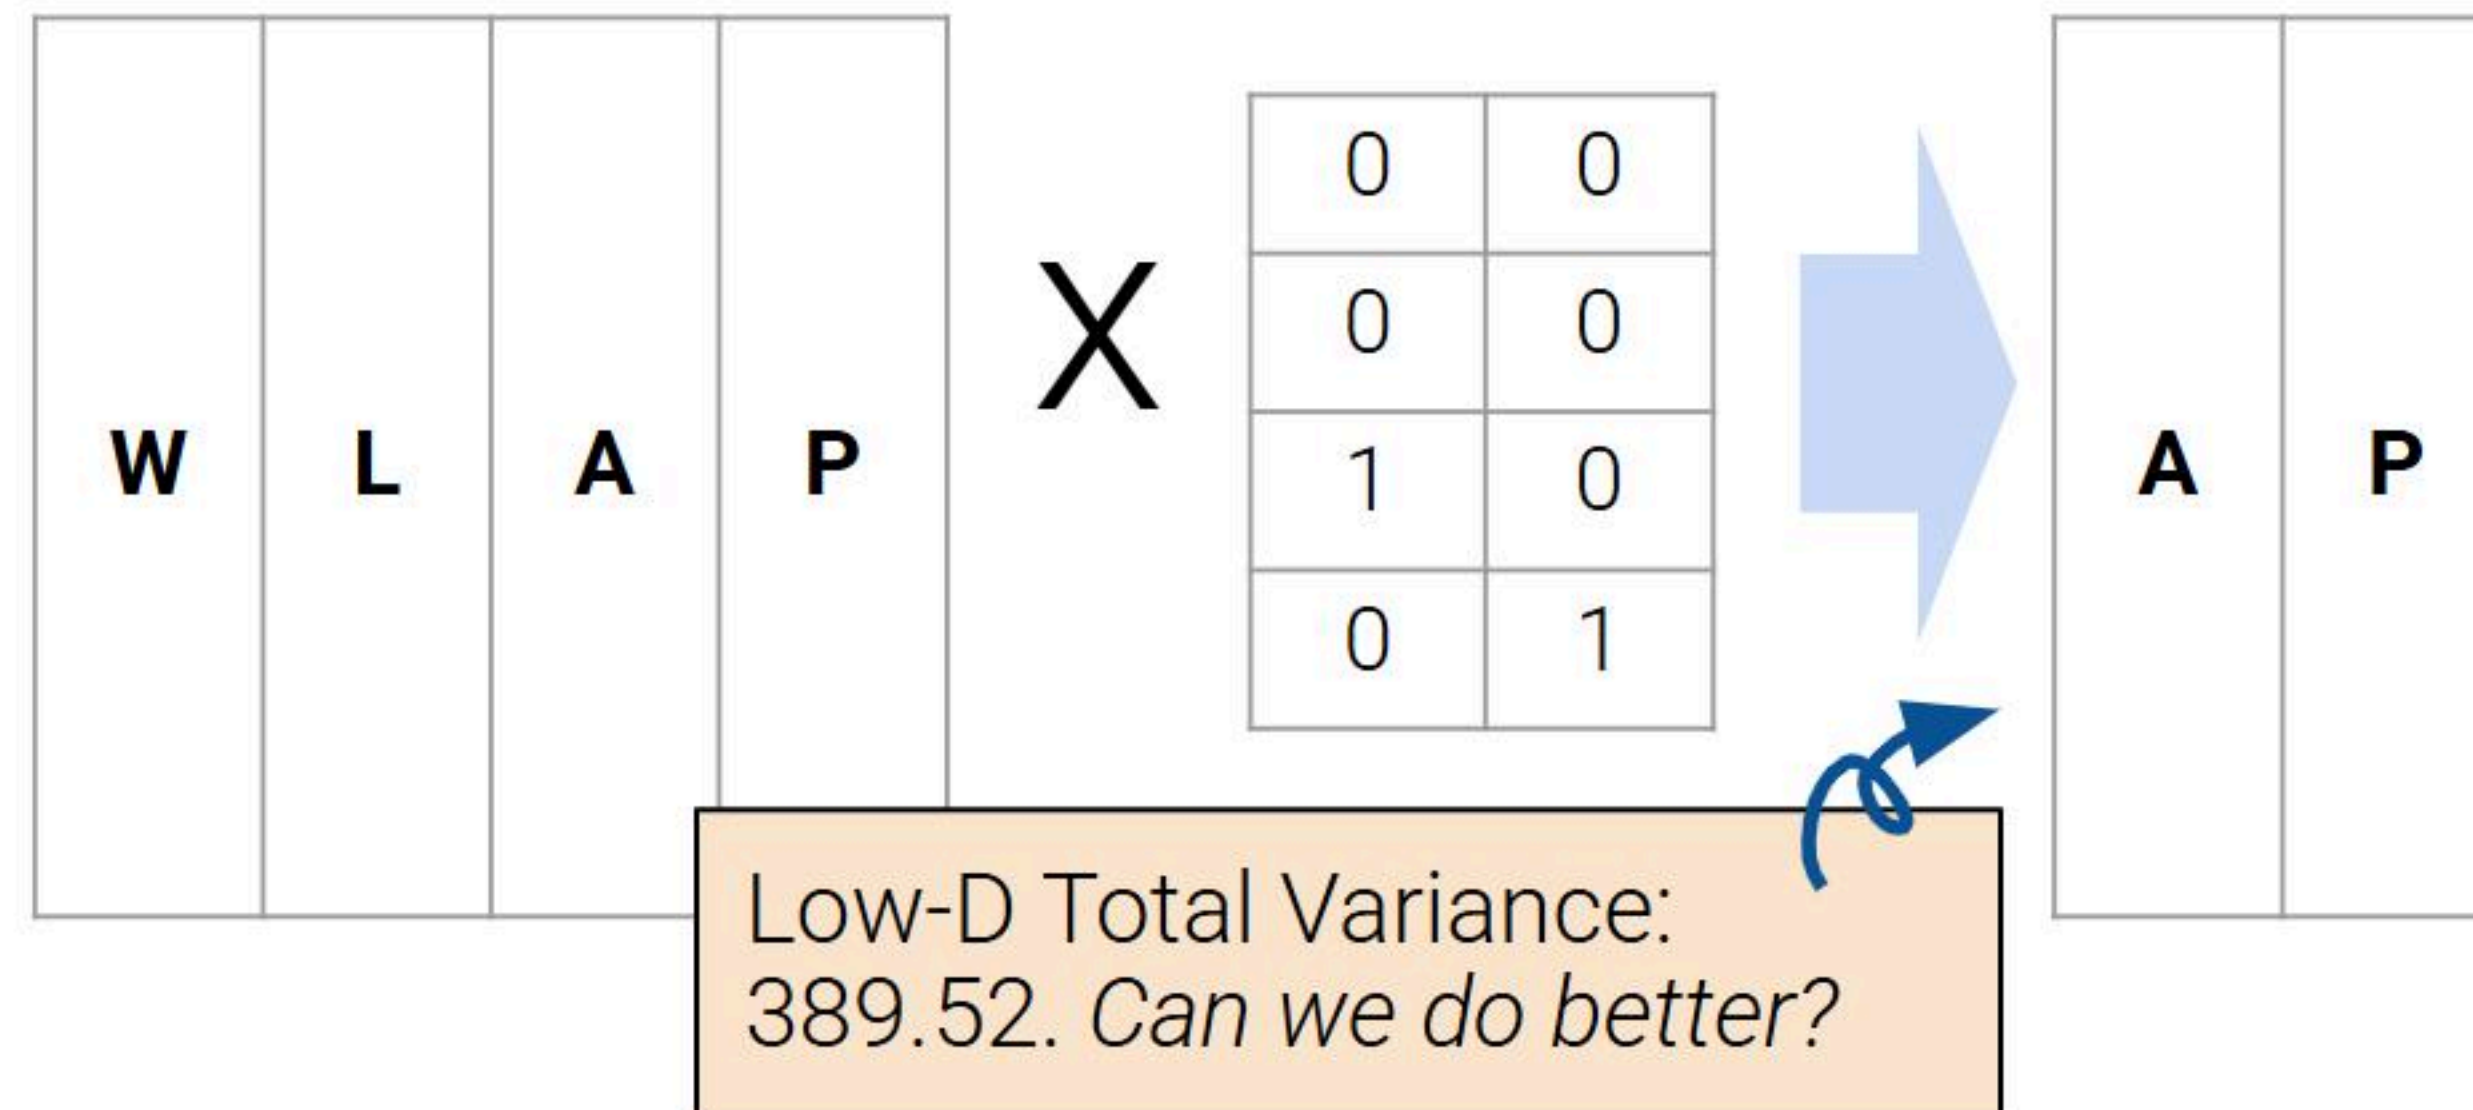 W L A P
X
0 0
0 0
1 0
0 1
A P
Low-D Total Variance:
389.52. Can we do better?